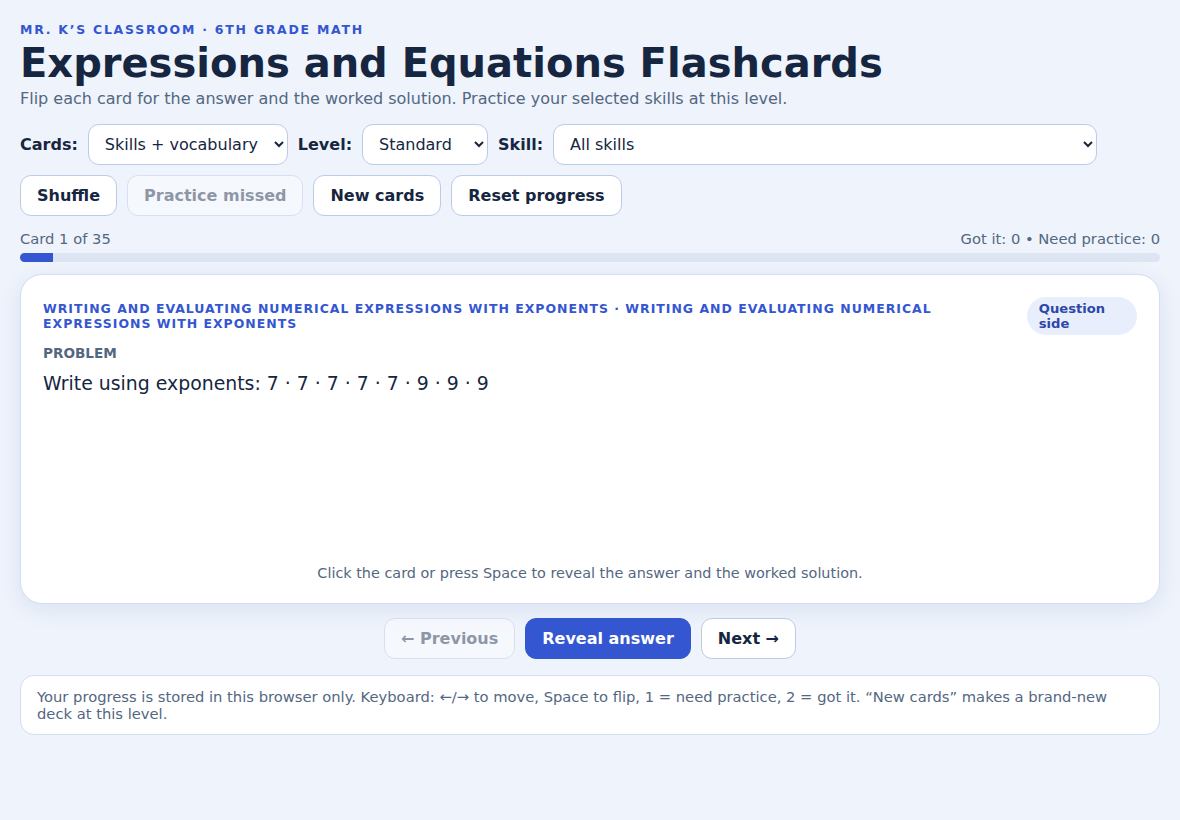 MR. K’S CLASSROOM · 6TH GRADE MATH
Expressions and Equations Flashcards
Flip each card for the answer and the worked solution. Practice your selected skills at this level.
Cards: Skills + vocabulary Level: Standard Skill: All skills
Shuffle Practice missed New cards Reset progress
Card 1 of 35 Got it: 0 • Need practice: 0
WRITING AND EVALUATING NUMERICAL EXPRESSIONS WITH EXPONENTS · WRITING AND EVALUATING NUMERICAL
EXPRESSIONS WITH EXPONENTS
Question
side
PROBLEM
Write using exponents: 7 · 7 · 7 · 7 · 7 · 9 · 9 · 9
Click the card or press Space to reveal the answer and the worked solution.
← Previous Reveal answer Next →
Your progress is stored in this browser only. Keyboard: ←/→ to move, Space to flip, 1 = need practice, 2 = got it. “New cards” makes a brand-new
deck at this level.